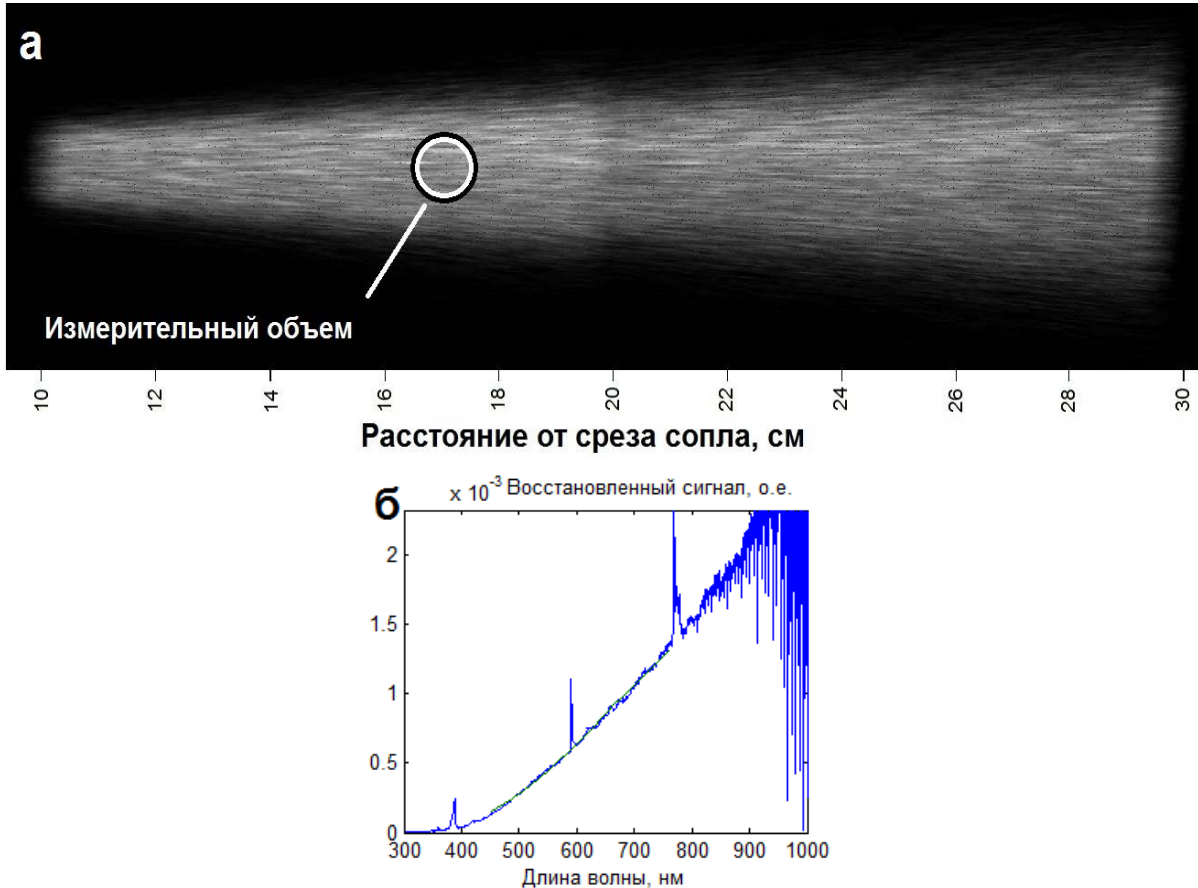 а
Измерительный объем
10 12 14 16 18 20 22 24 26 28 30
Расстояние от среза сопла, см
б
x 10⁻³ Восстановленный сигнал, о.е.
2
1.5
1
0.5
0
300 400 500 600 700 800 900 1000
Длина волны, нм